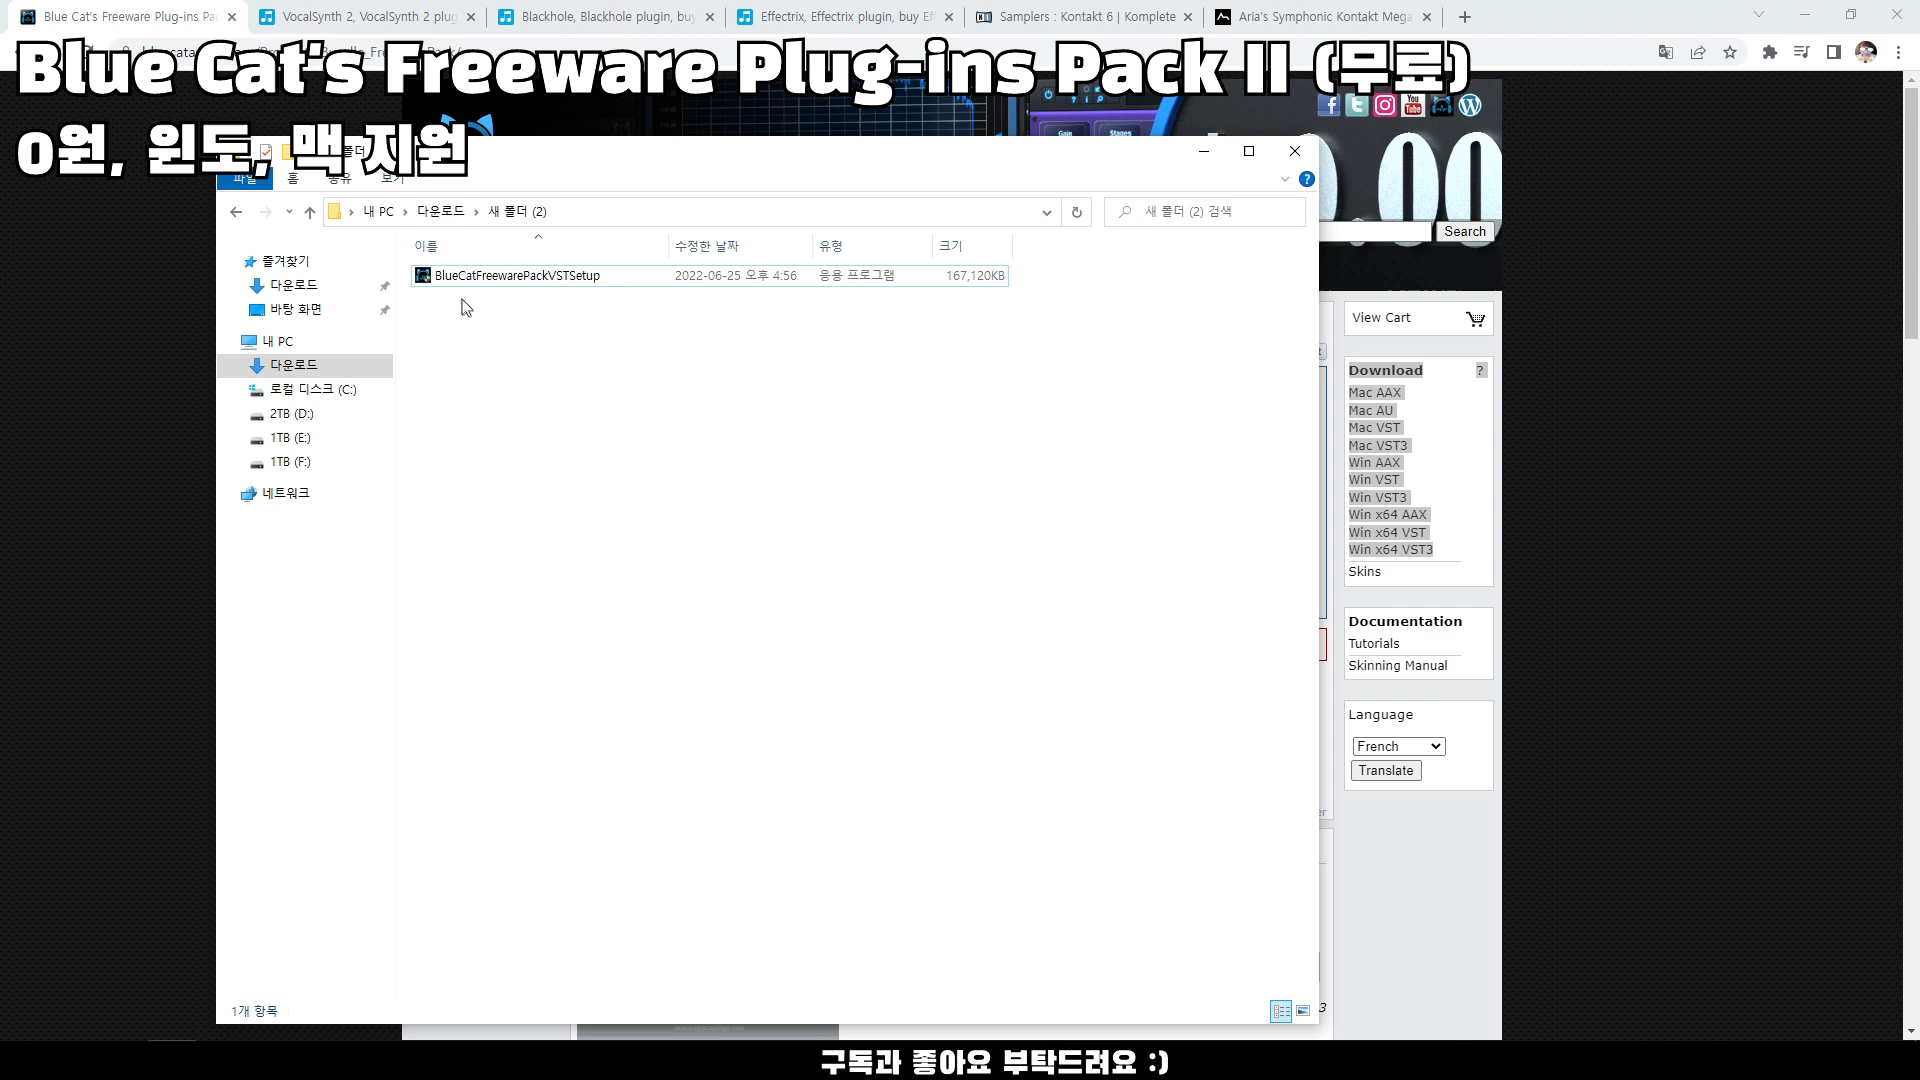 Blue Cat's Freeware Plug-ins Pa
VocalSynth 2, VocalSynth 2 plug
Blackhole, Blackhole plugin, buy
Effectrix, Effectrix plugin, buy Ef
Samplers : Kontakt 6 | Komplete
Aria's Symphonic Kontakt Mega
Blue Cat's Freeware Plug-ins Pack II (무료)
0원, 윈도, 맥 지원
파일
홈
공유
보기
내 PC
다운로드
새 폴더 (2)
새 폴더 (2) 검색
Search
이름
수정한 날짜
유형
크기
BlueCatFreewarePackVSTSetup
2022-06-25 오후 4:56
응용 프로그램
167,120KB
즐겨찾기
다운로드
바탕 화면
내 PC
다운로드
로컬 디스크 (C:)
2TB (D:)
1TB (E:)
1TB (F:)
네트워크
1개 항목
View Cart
Download ?
Mac AAX
Mac AU
Mac VST
Mac VST3
Win AAX
Win VST
Win VST3
Win x64 AAX
Win x64 VST
Win x64 VST3
Skins
Documentation
Tutorials
Skinning Manual
Language
French
Translate
구독과 좋아요 부탁드려요 :)